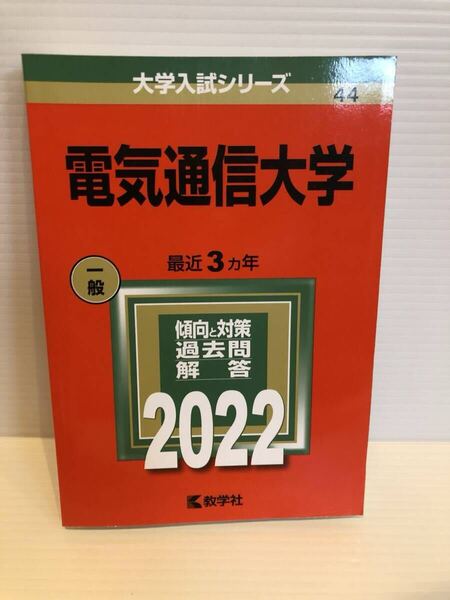 大学入試シリーズ
44
電気通信大学
最近3カ年
一般
傾向と対策
過去問
解答
2022
教学社